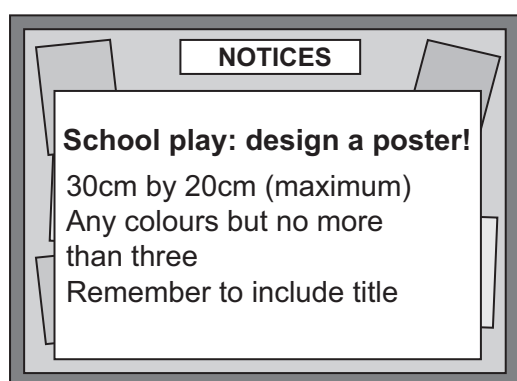 NOTICES
School play: design a poster!
30cm by 20cm (maximum)
Any colours but no more
than three
Remember to include title